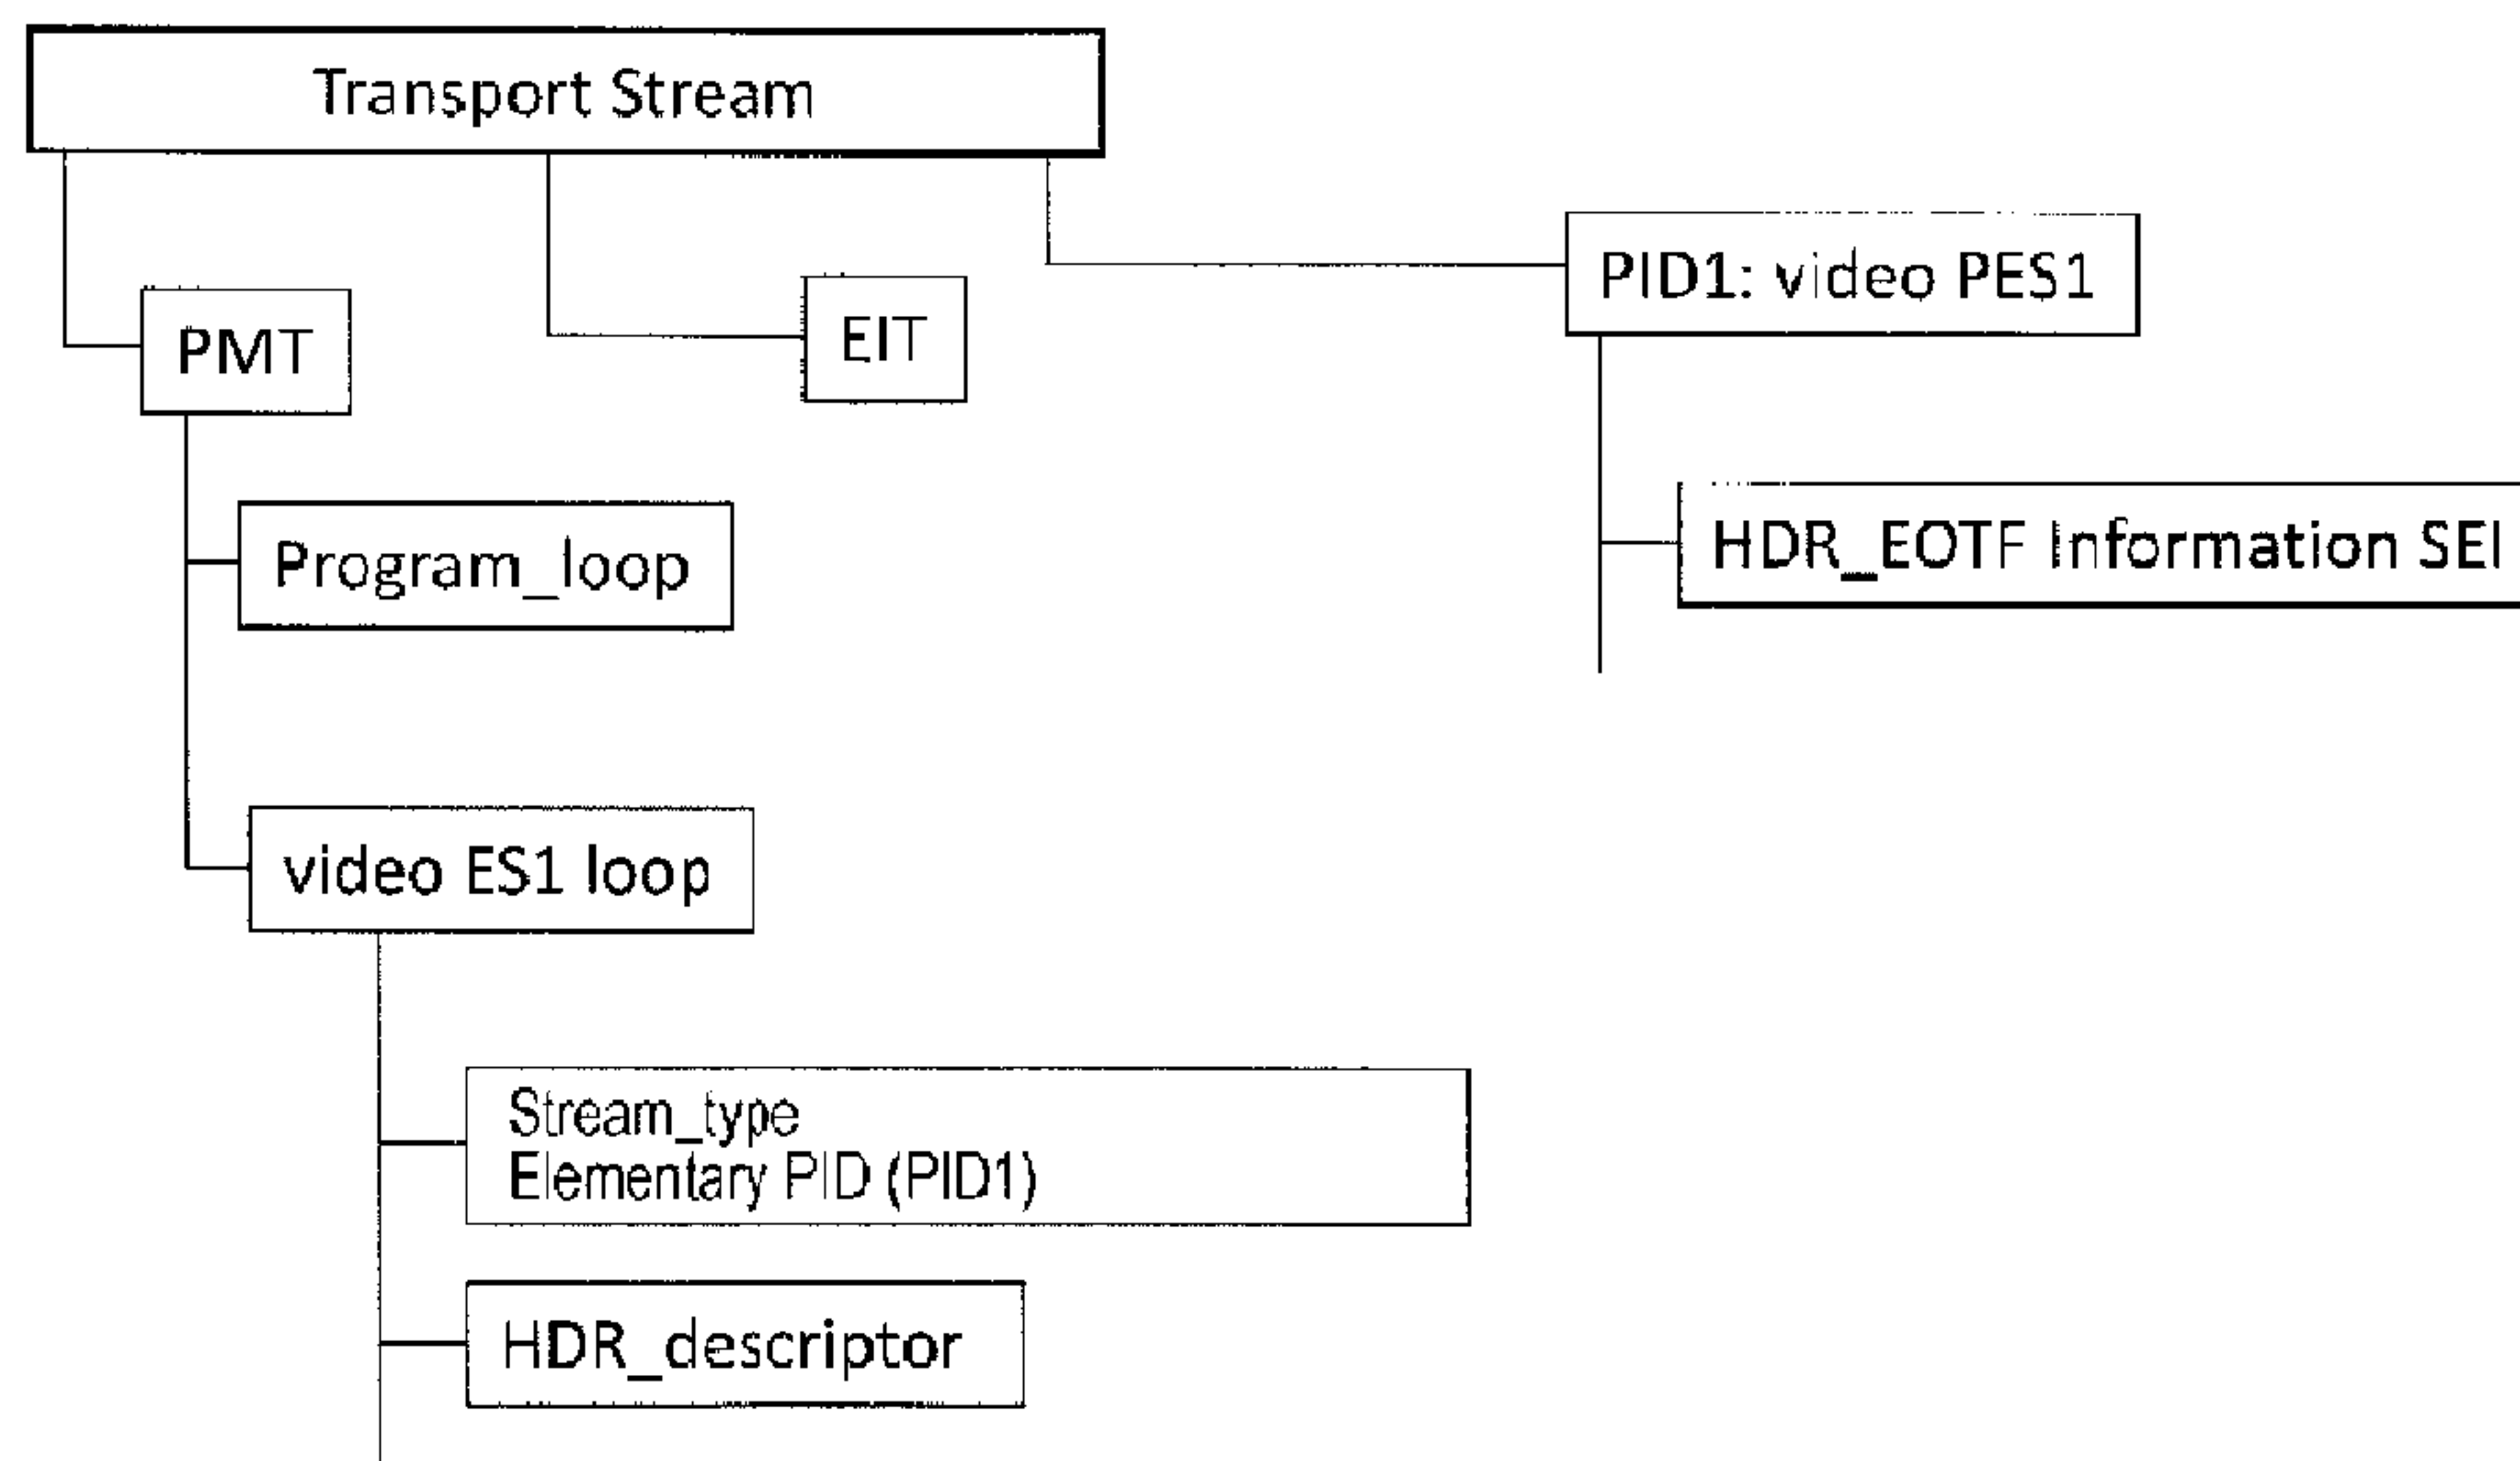 Transport Stream
PID1: video PES1
PMT
EIT
Program_loop
HDR_EOTF Information SEI
video ES1 loop
Stream_type
Elementary PID (PID1)
HDR_descriptor